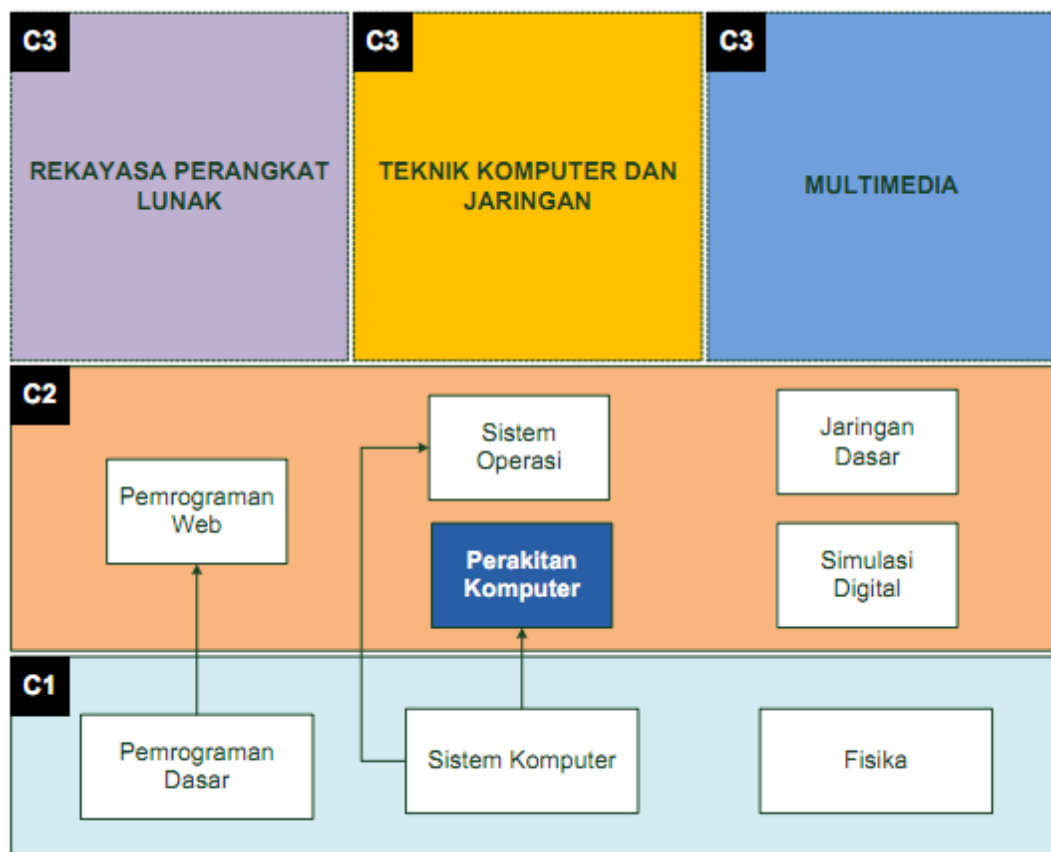 C3
REKAYASA PERANGKAT
LUNAK
C3
TEKNIK KOMPUTER DAN
JARINGAN
C3
MULTIMEDIA
C2
Pemrograman
Web
Sistem
Operasi
Perakitan
Komputer
Jaringan
Dasar
Simulasi
Digital
C1
Pemrograman
Dasar
Sistem Komputer
Fisika